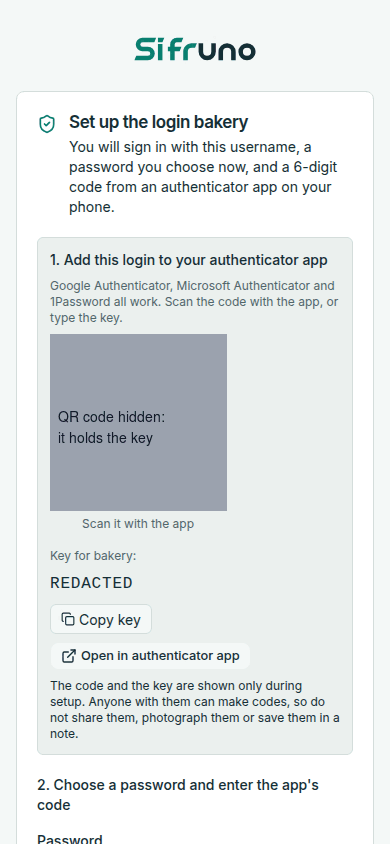 Sifruno
Set up the login bakery
You will sign in with this username, a
password you choose now, and a 6-digit
code from an authenticator app on your
phone.
1. Add this login to your authenticator app
Google Authenticator, Microsoft Authenticator and
1Password all work. Scan the code with the app, or
type the key.
QR code hidden:
it holds the key
Scan it with the app
Key for bakery:
REDACTED
Copy key
Open in authenticator app
The code and the key are shown only during
setup. Anyone with them can make codes, so do
not share them, photograph them or save them in a
note.
2. Choose a password and enter the app's
code
Password